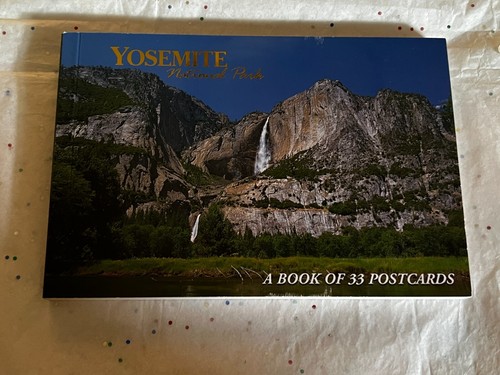 YOSEMITE
National Park
A BOOK OF 33 POSTCARDS